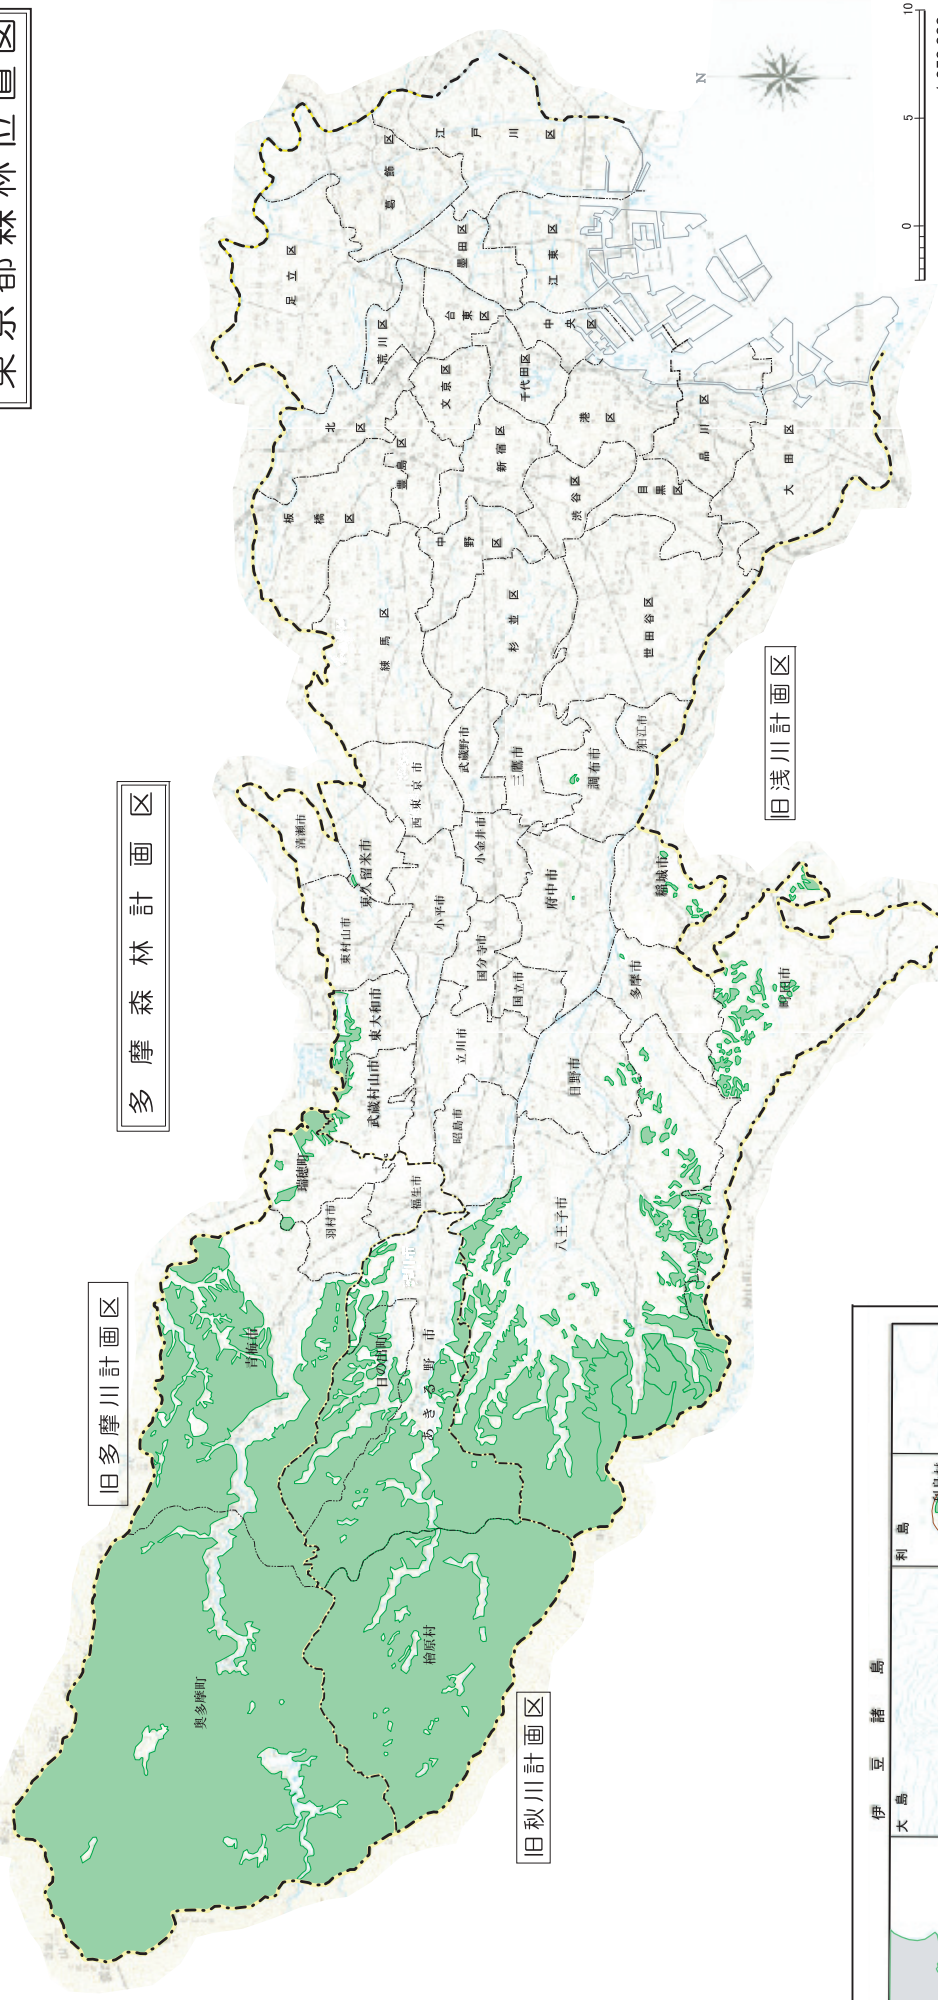 東京都森林位置図
多摩森林計画区
旧多摩川計画区
旧秋川計画区
旧浅川計画区
N
10
5
0
足立区
葛飾区
江戸川区
墨田区
江東区
荒川区
台東区
中央区
文京区
千代田区
北区
豊島区
新宿区
港区
品川区
板橋区
中野区
渋谷区
目黒区
大田区
練馬区
杉並区
世田谷区
清瀬市
東久留米市
西東京市
武蔵野市
三鷹市
調布市
狛江市
東村山市
小平市
小金井市
府中市
稲城市
東大和市
国分寺市
国立市
多摩市
町田市
武蔵村山市
立川市
日野市
昭島市
瑞穂町
羽村市
福生市
八王子市
青梅市
日の出町
あきる野市
奥多摩町
檜原村
伊豆諸島
大島
利島